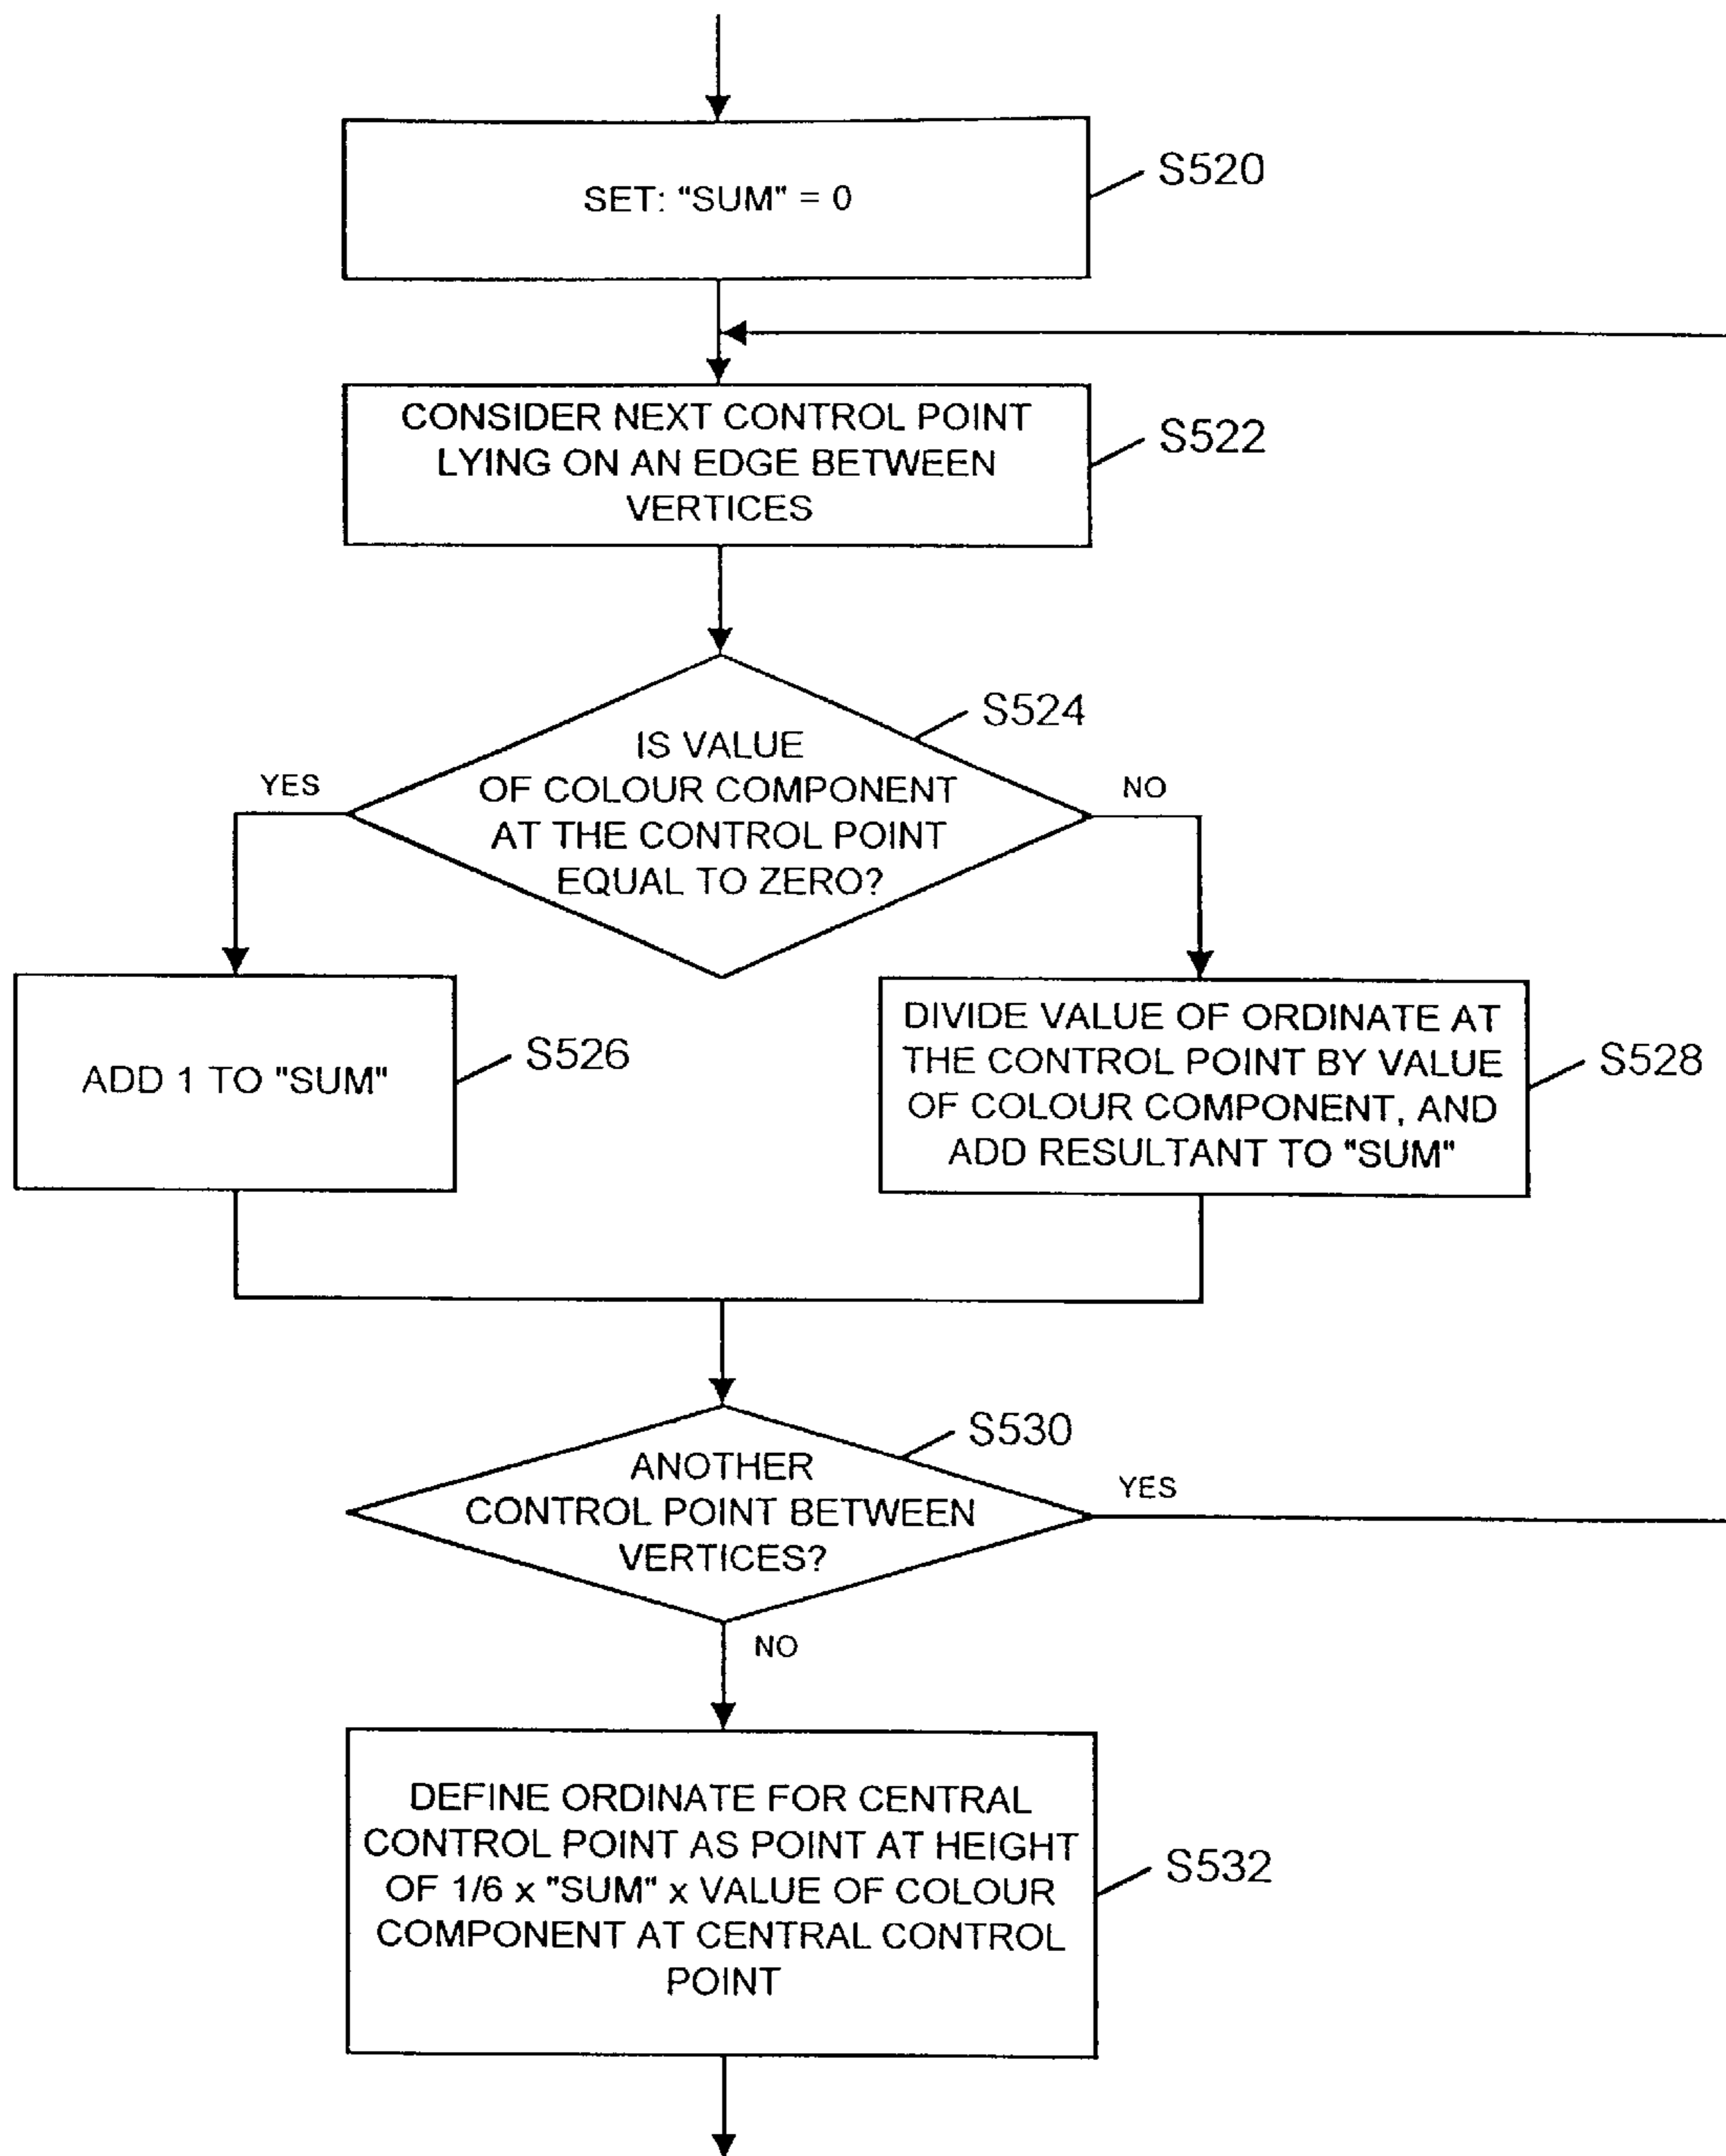 SET: "SUM" = 0
S520
CONSIDER NEXT CONTROL POINT
LYING ON AN EDGE BETWEEN
VERTICES
S522
IS VALUE
OF COLOUR COMPONENT
AT THE CONTROL POINT
EQUAL TO ZERO?
S524
YES
NO
ADD 1 TO "SUM"
S526
DIVIDE VALUE OF ORDINATE AT
THE CONTROL POINT BY VALUE
OF COLOUR COMPONENT, AND
ADD RESULTANT TO "SUM"
S528
ANOTHER
CONTROL POINT BETWEEN
VERTICES?
S530
YES
NO
DEFINE ORDINATE FOR CENTRAL
CONTROL POINT AS POINT AT HEIGHT
OF 1/6 x "SUM" x VALUE OF COLOUR
COMPONENT AT CENTRAL CONTROL
POINT
S532